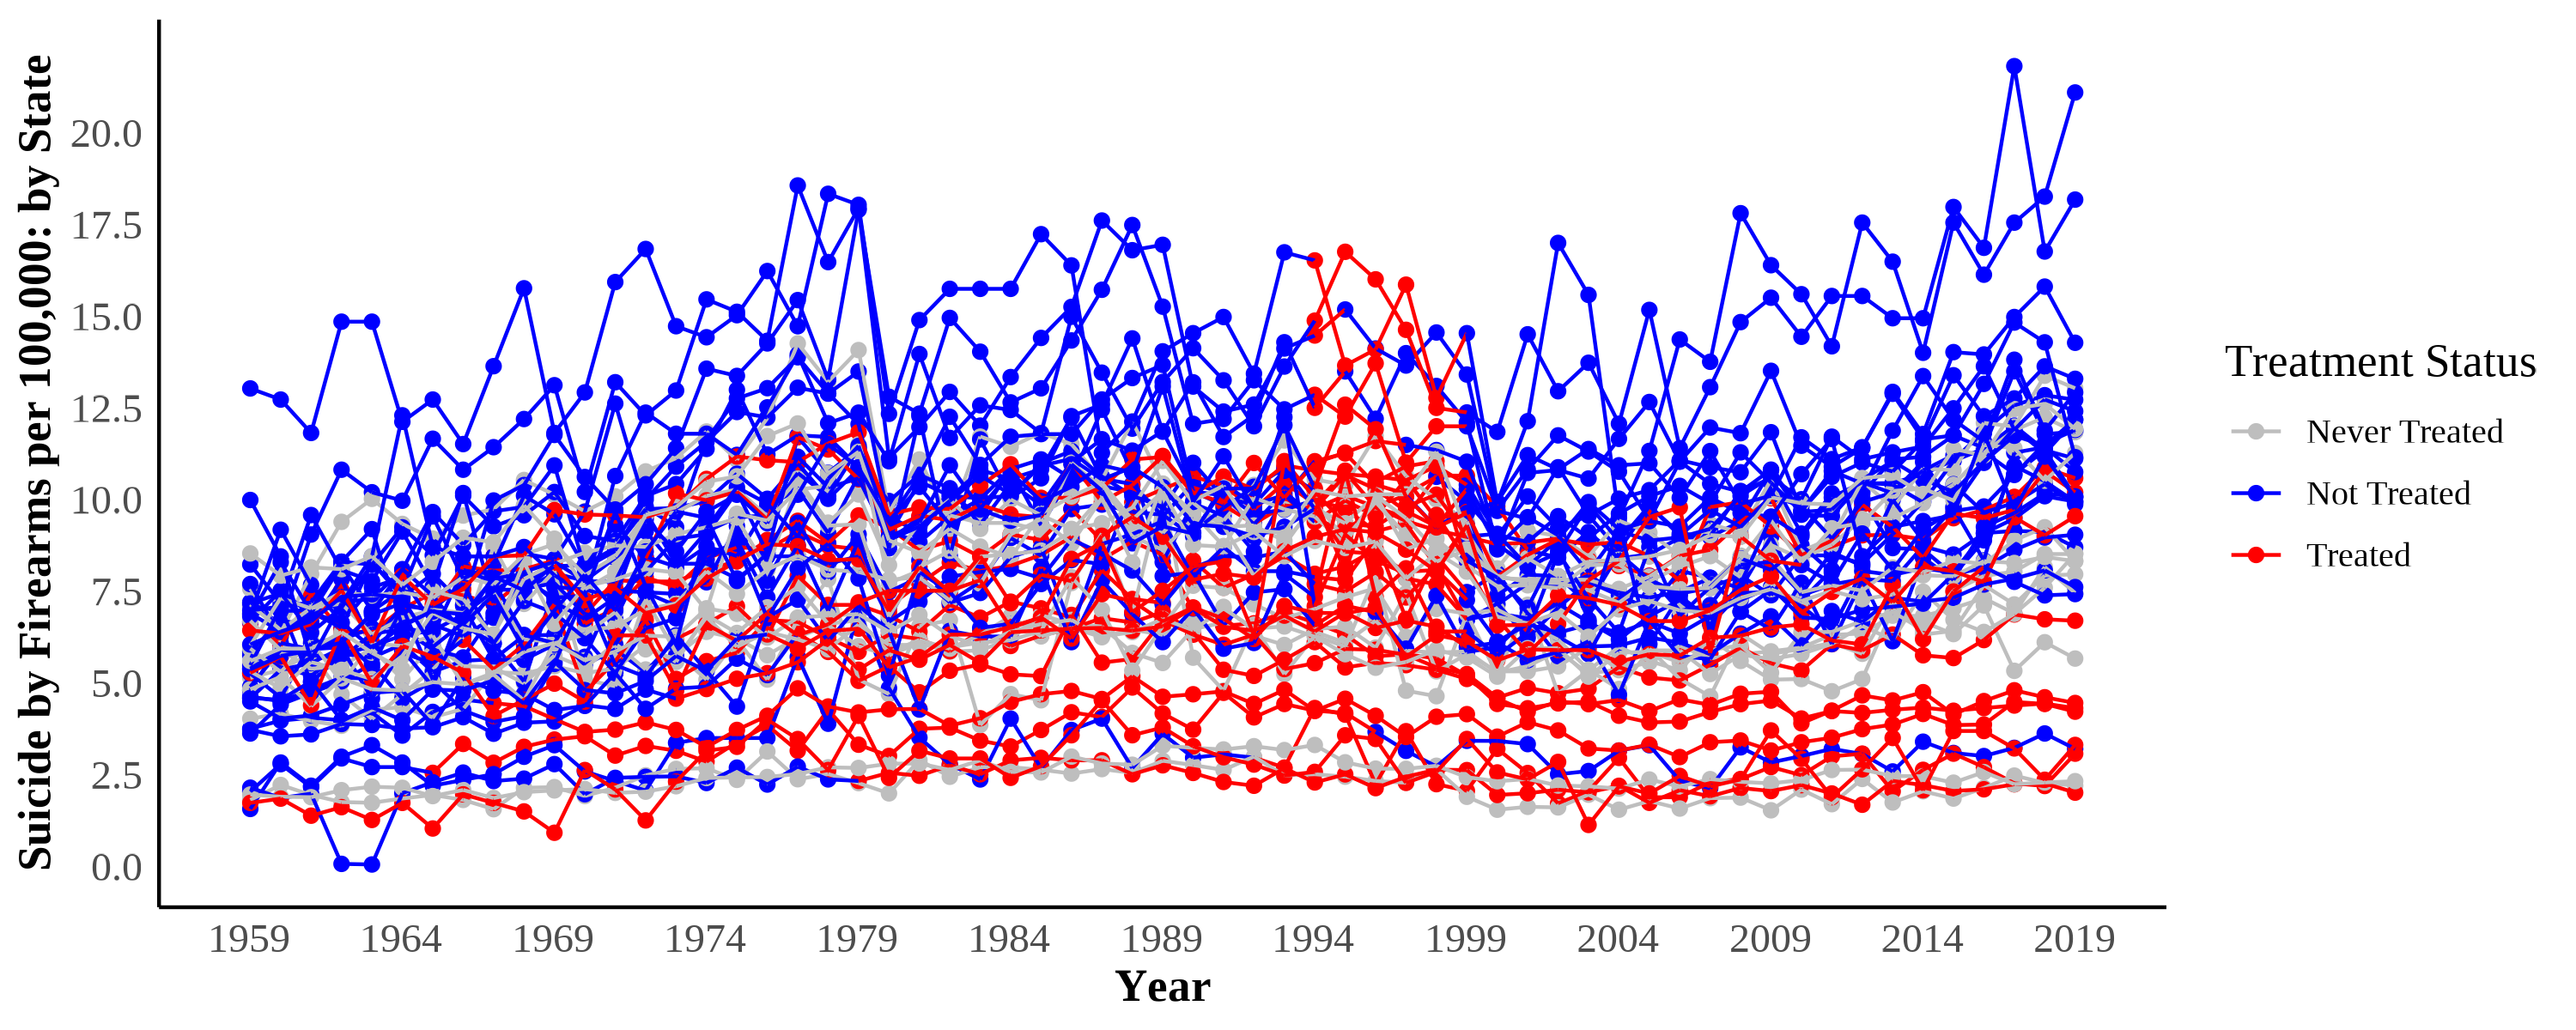 Suicide by Firearms per 100,000: by State
20.0
17.5
15.0
12.5
10.0
7.5
5.0
2.5
0.0
1959 1964 1969 1974 1979 1984 1989 1994 1999 2004 2009 2014 2019
Year
Treatment Status
Never Treated
Not Treated
Treated